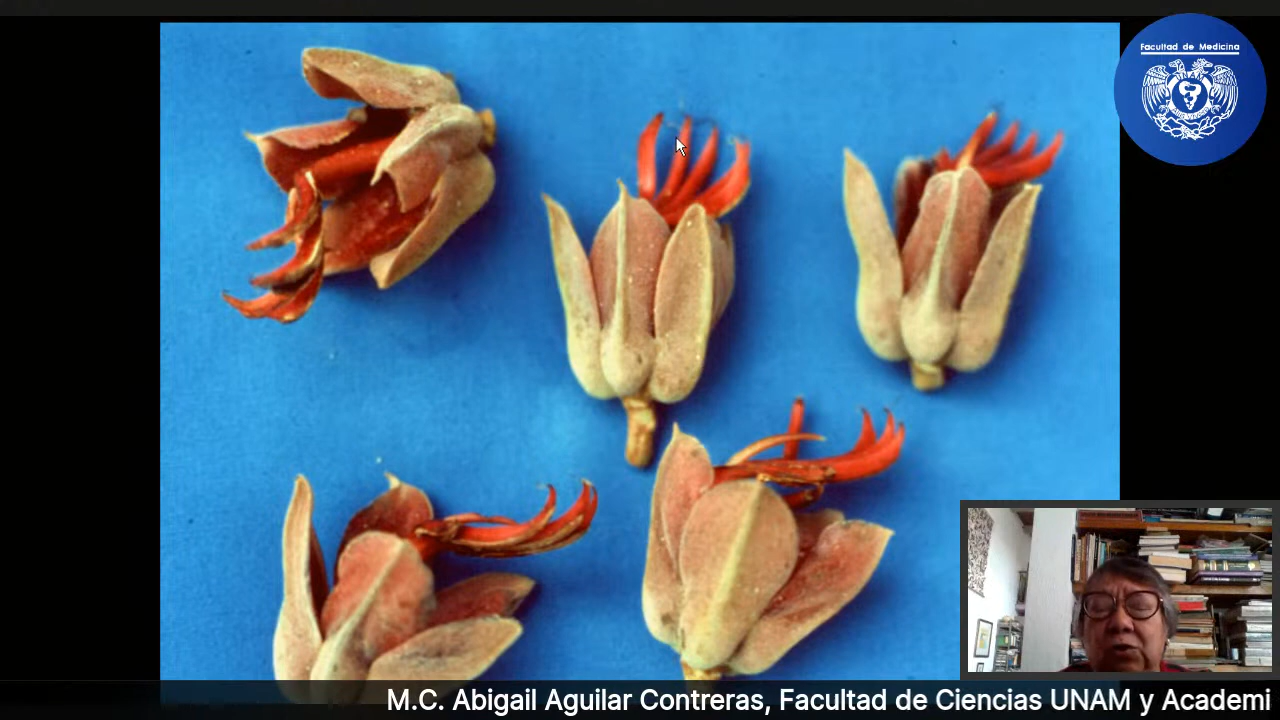 Facultad de Medicina
M.C. Abigail Aguilar Contreras, Facultad de Ciencias UNAM y Academi